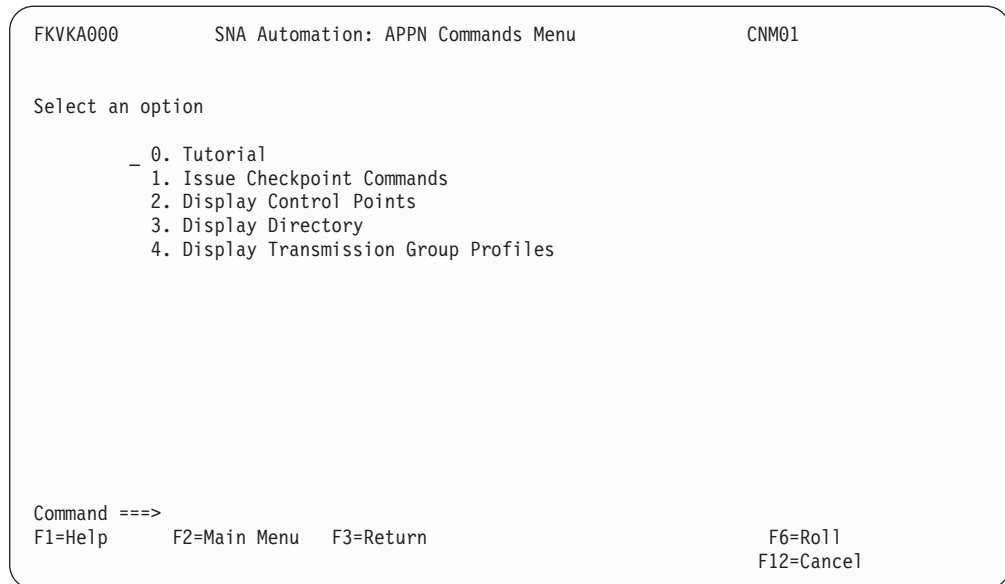 FKVKA000 SNA Automation: APPN Commands Menu CNM01
Select an option
_ 0. Tutorial
1. Issue Checkpoint Commands
2. Display Control Points
3. Display Directory
4. Display Transmission Group Profiles
Command ===>
F1=Help F2=Main Menu F3=Return F6=Roll
F12=Cancel